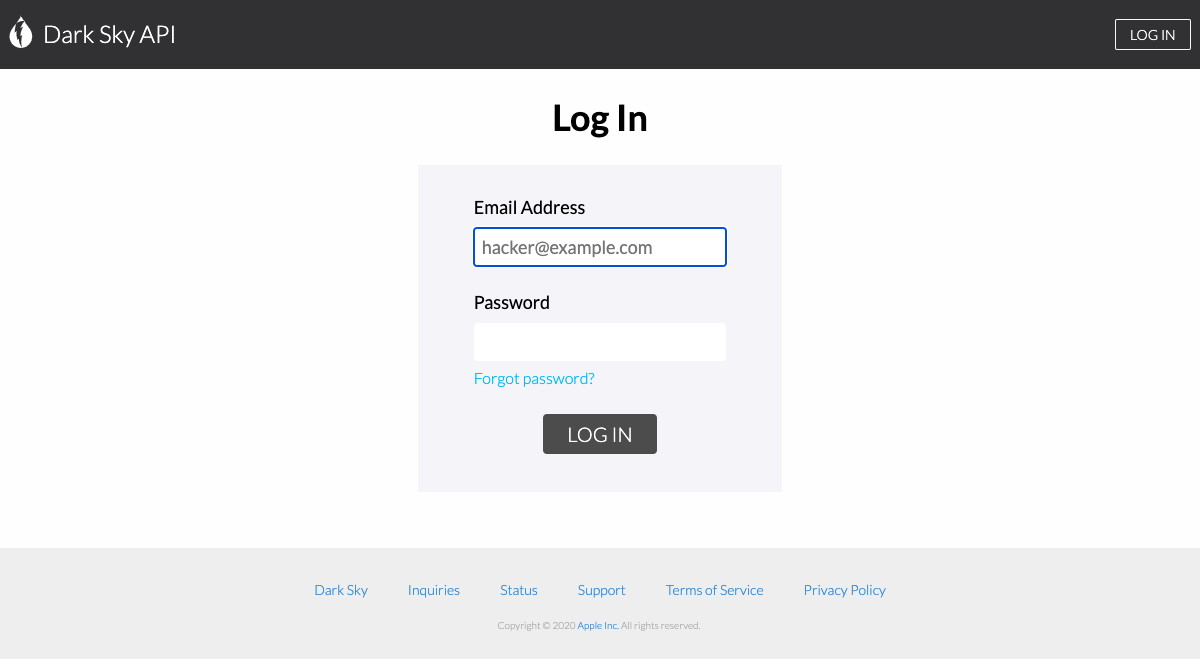 Dark Sky API
LOG IN
Log In
Email Address
hacker@example.com
Password
Forgot password?
LOG IN
Dark Sky Inquiries Status Support Terms of Service Privacy Policy
Copyright © 2020 Apple Inc. All rights reserved.